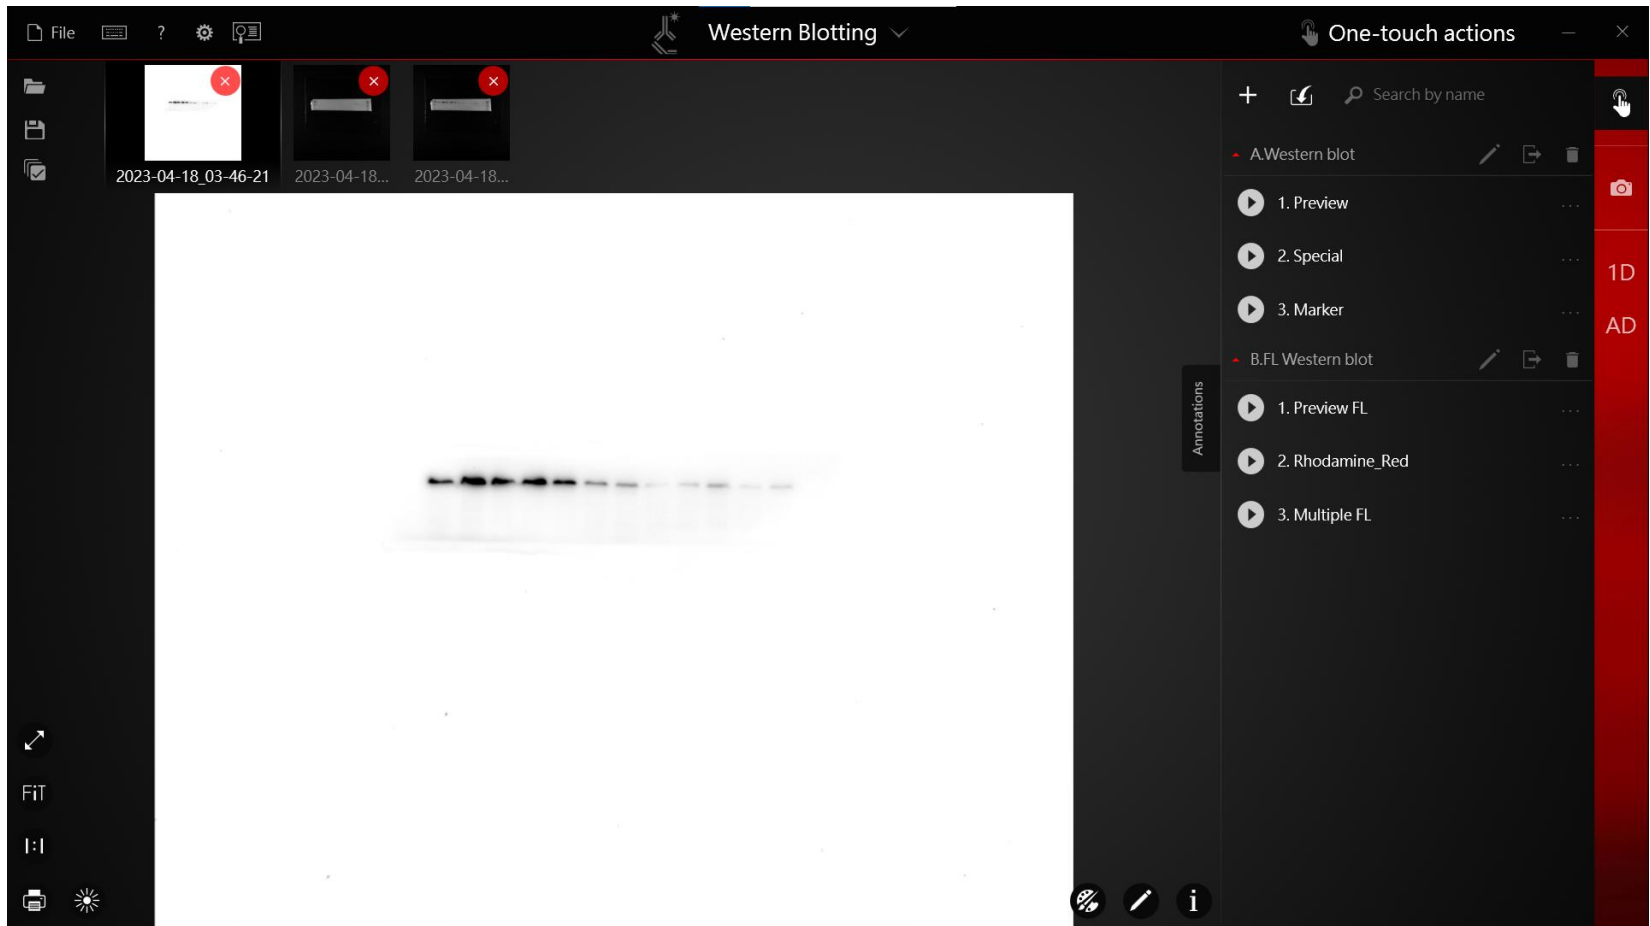 File
?
Western Blotting
One-touch actions
2023-04-18_03-46-21
2023-04-18...
2023-04-18...
Search by name
A.Western blot
1. Preview
...
2. Special
...
3. Marker
...
B.FL Western blot
1. Preview FL
...
2. Rhodamine_Red
...
3. Multiple FL
...
1D
AD
Annotations
FiT
1:1
i